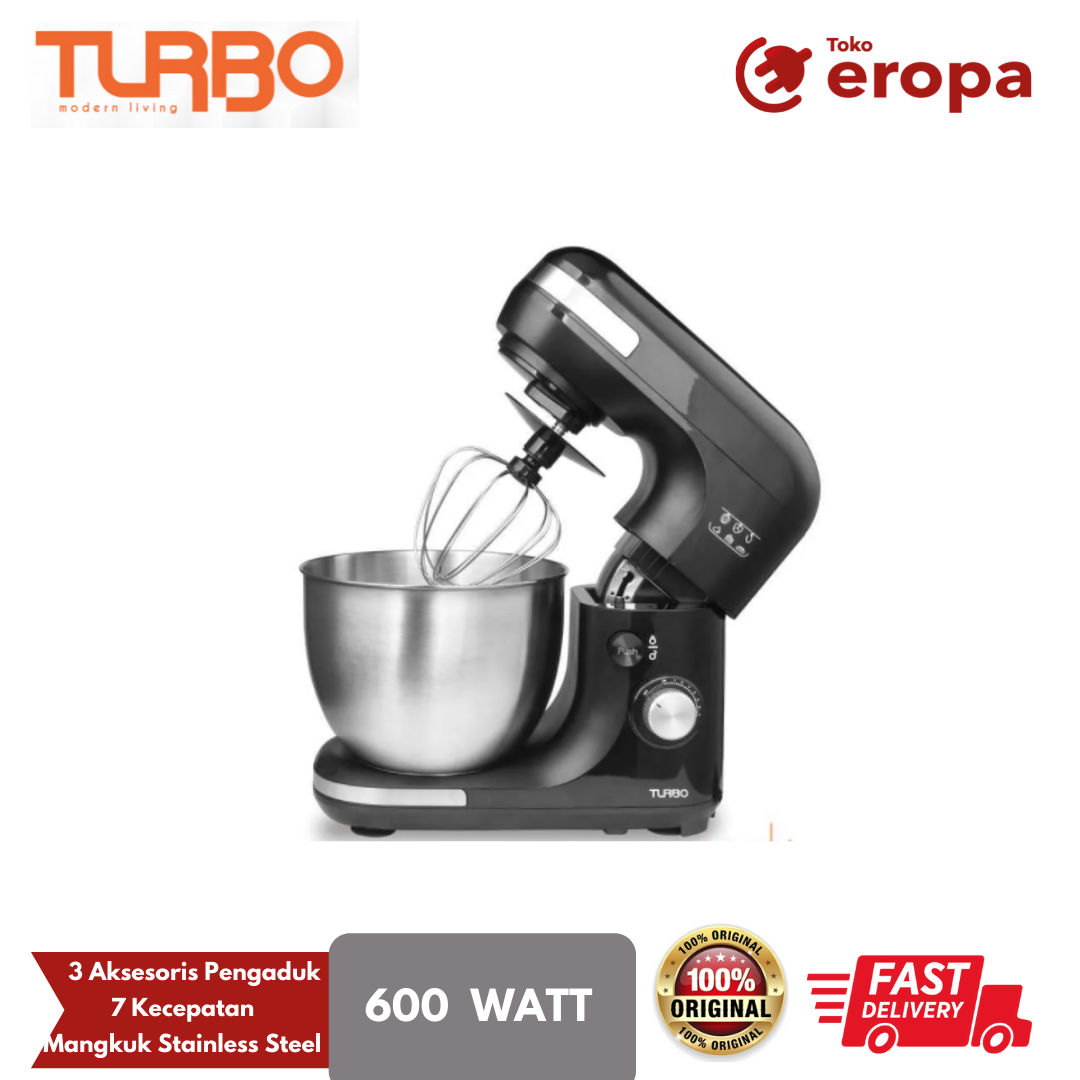 TURBO
modern living
Toko
eropa
Push
TURBO
3 Aksesoris Pengaduk
7 Kecepatan
Mangkuk Stainless Steel
600 WATT
100% ORIGINAL
100%
ORIGINAL
100% ORIGINAL
FAST
DELIVERY